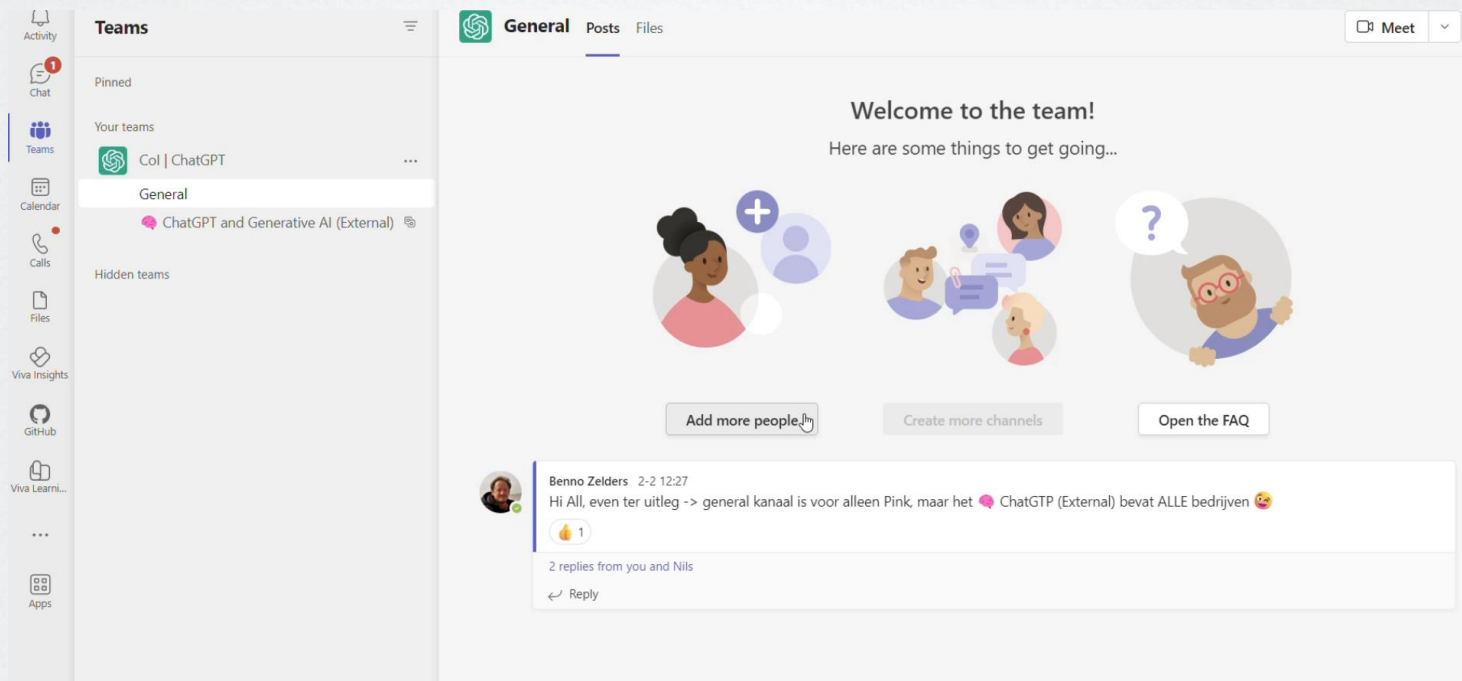 Activity
1
Chat
Teams
Calendar
Calls
Files
Viva Insights
GitHub
Viva Learni...
...
Apps
Teams
Pinned
Your teams
CoI | ChatGPT
...
General
🧠 ChatGPT and Generative AI (External)
Hidden teams
General Posts Files
Meet
Welcome to the team!
Here are some things to get going...
?
Add more people
Create more channels
Open the FAQ
Benno Zelders 2-2 12:27
Hi All, even ter uitleg -> general kanaal is voor alleen Pink, maar het 🧠 ChatGTP (External) bevat ALLE bedrijven 😜
👍 1
2 replies from you and Nils
Reply